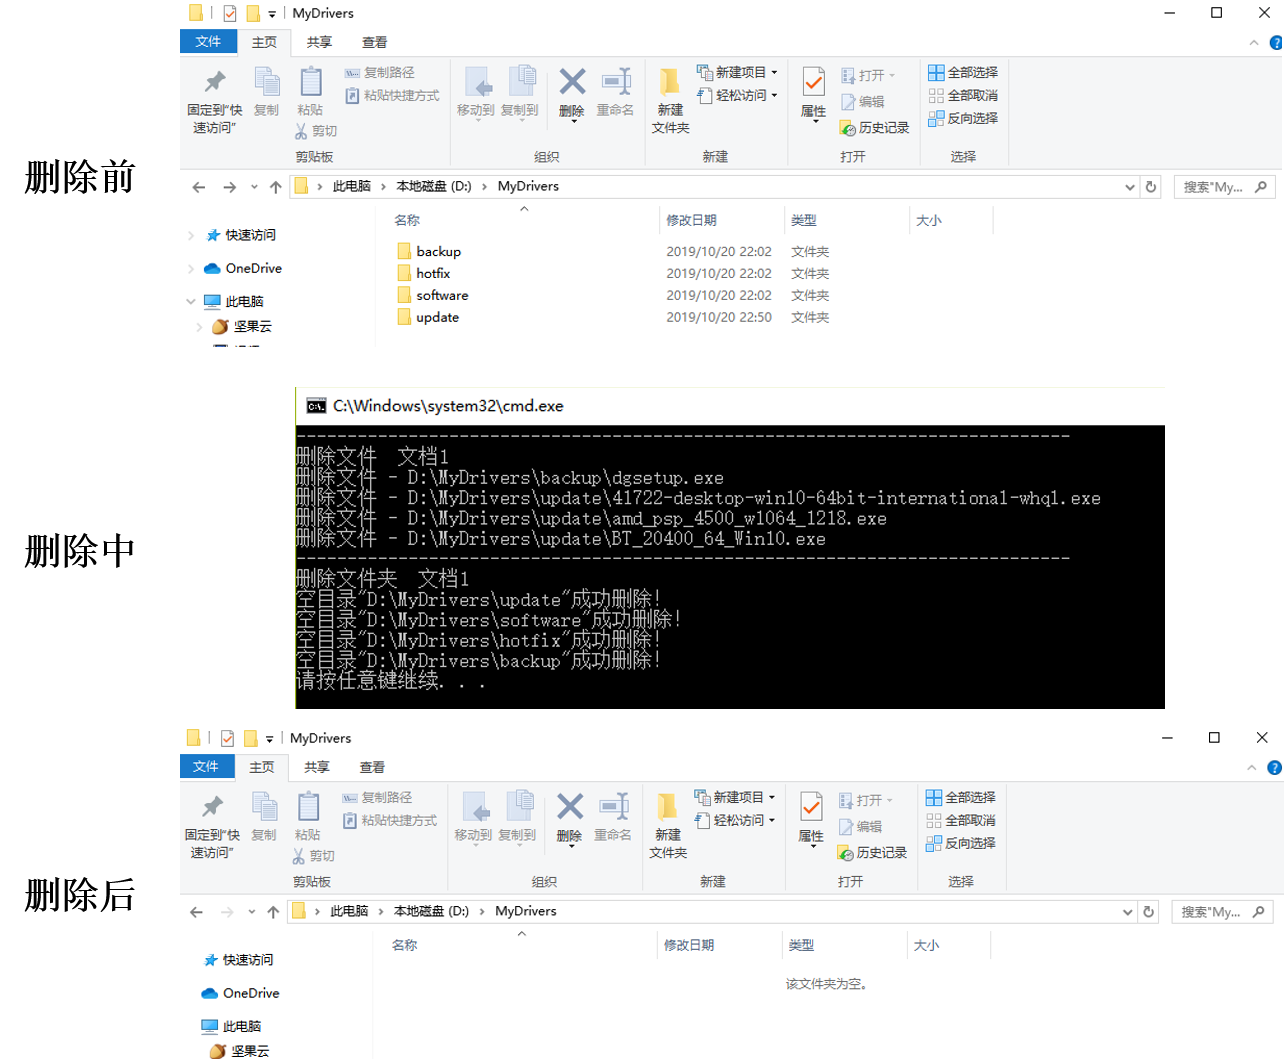 MyDrivers
文件 主页 共享 查看
固定到"快速访问"
复制
粘贴
复制路径
粘贴快捷方式
剪切
剪贴板
移动到
复制到
删除
重命名
组织
新建文件夹
新建项目
轻松访问
新建
属性
打开
编辑
历史记录
打开
全部选择
全部取消
反向选择
选择
删除前
此电脑 › 本地磁盘 (D:) › MyDrivers
搜索"My...
名称 修改日期 类型 大小
快速访问
OneDrive
此电脑
坚果云
backup 2019/10/20 22:02 文件夹
hotfix 2019/10/20 22:02 文件夹
software 2019/10/20 22:02 文件夹
update 2019/10/20 22:50 文件夹
删除中
C:\Windows\system32\cmd.exe
删除文件 文档1
删除文件 - D:\MyDrivers\backup\dgsetup.exe
删除文件 - D:\MyDrivers\update\41722-desktop-win10-64bit-international-whql.exe
删除文件 - D:\MyDrivers\update\amd_psp_4500_w1064_1218.exe
删除文件 - D:\MyDrivers\update\BT_20400_64_Win10.exe
删除文件夹 文档1
空目录"D:\MyDrivers\update"成功删除!
空目录"D:\MyDrivers\software"成功删除!
空目录"D:\MyDrivers\hotfix"成功删除!
空目录"D:\MyDrivers\backup"成功删除!
请按任意键继续. . .
MyDrivers
文件 主页 共享 查看
固定到"快速访问"
复制
粘贴
复制路径
粘贴快捷方式
剪切
剪贴板
移动到
复制到
删除
重命名
组织
新建文件夹
新建项目
轻松访问
新建
属性
打开
编辑
历史记录
打开
全部选择
全部取消
反向选择
选择
删除后
此电脑 › 本地磁盘 (D:) › MyDrivers
搜索"My...
名称 修改日期 类型 大小
快速访问
OneDrive
此电脑
坚果云
该文件夹为空。